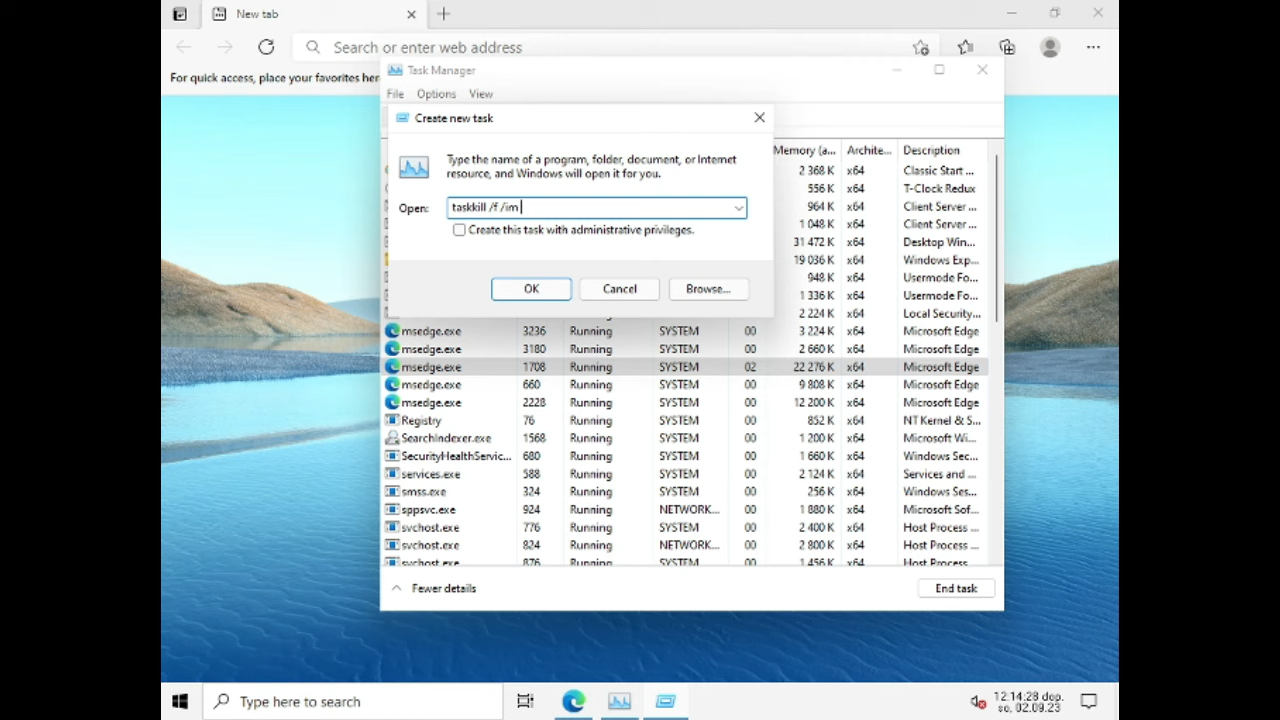 New tab
Search or enter web address
For quick access, place your favorites her
Task Manager
File Options View
Create new task
Type the name of a program, folder, document, or Internet
resource, and Windows will open it for you.
Open: taskkill /f /im
Create this task with administrative privileges.
OK Cancel Browse...
Memory (a... Archite... Description
2 368 K x64 Classic Start ...
556 K x64 T-Clock Redux
964 K x64 Client Server ...
1 048 K x64 Client Server ...
31 472 K x64 Desktop Win...
19 036 K x64 Windows Exp...
948 K x64 Usermode Fo...
1 336 K x64 Usermode Fo...
2 224 K x64 Local Security...
msedge.exe 3236 Running SYSTEM 00 3 224 K x64 Microsoft Edge
msedge.exe 3180 Running SYSTEM 00 2 660 K x64 Microsoft Edge
msedge.exe 1708 Running SYSTEM 02 22 276 K x64 Microsoft Edge
msedge.exe 660 Running SYSTEM 00 9 808 K x64 Microsoft Edge
msedge.exe 2228 Running SYSTEM 00 12 200 K x64 Microsoft Edge
Registry 76 Running SYSTEM 00 852 K x64 NT Kernel & S...
SearchIndexer.exe 1568 Running SYSTEM 00 1 200 K x64 Microsoft Wi...
SecurityHealthServic... 680 Running SYSTEM 00 1 660 K x64 Windows Sec...
services.exe 588 Running SYSTEM 00 2 124 K x64 Services and ...
smss.exe 324 Running SYSTEM 00 256 K x64 Windows Ses...
sppsvc.exe 924 Running NETWORK... 00 1 880 K x64 Microsoft Sof...
svchost.exe 776 Running SYSTEM 00 2 400 K x64 Host Process ...
svchost.exe 824 Running NETWORK... 00 2 800 K x64 Host Process ...
svchost.exe 876 Running SYSTEM 00 1 456 K x64 Host Process
Fewer details End task
Type here to search
12:14:28 dop.
so, 02.09.23